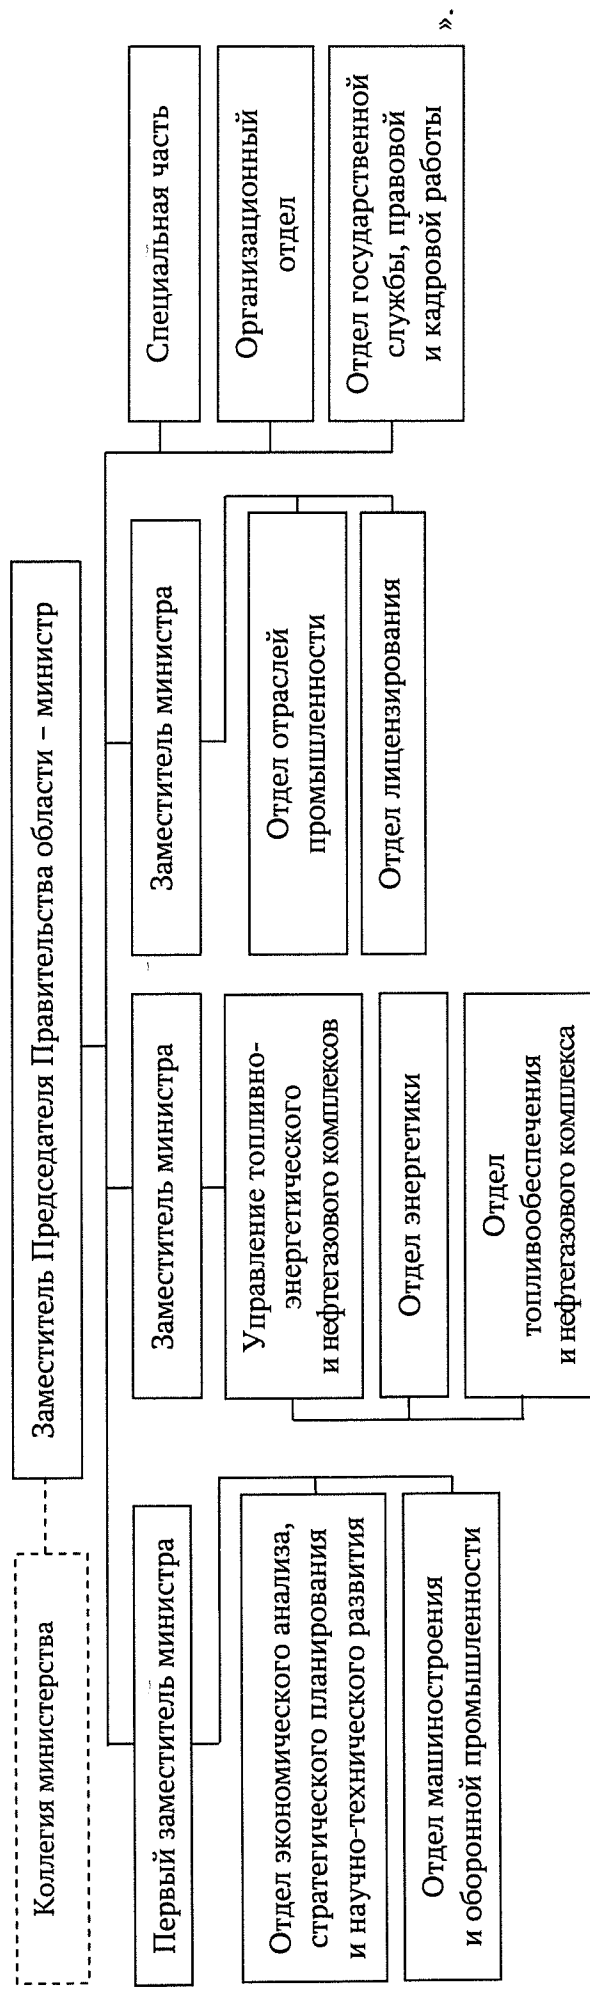 Коллегия министерства
Заместитель Председателя Правительства области – министр
Первый заместитель министра
Отдел экономического анализа,
стратегического планирования
и научно-технического развития
Отдел машиностроения
и оборонной промышленности
Заместитель министра
Управление топливно-
энергетического
и нефтегазового комплексов
Отдел энергетики
Отдел
топливообеспечения
и нефтегазового комплекса
Заместитель министра
Отдел отраслей
промышленности
Отдел лицензирования
Специальная часть
Организационный
отдел
Отдел государственной
службы, правовой
и кадровой работы
».